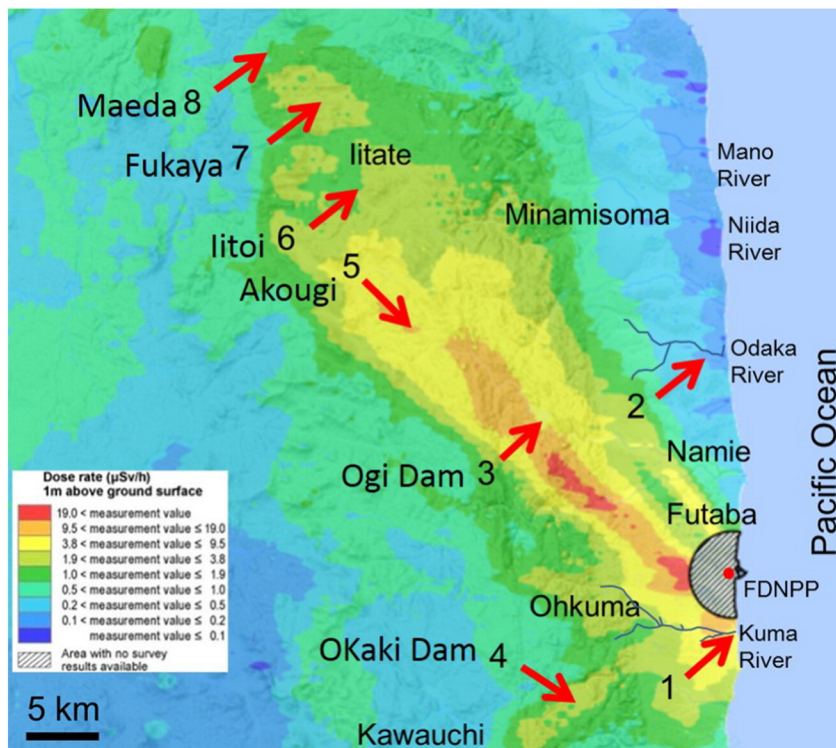 Maeda 8
Fukaya 7
Iitate
Mano
River
Minamisoma
Niida
River
Iitoi 6
5
Akougi
Odaka
River
2
Namie
Ogi Dam 3
Futaba
Pacific Ocean
FDNPP
Ohkuma
Kuma
River
OKaki Dam 4
1
Kawauchi
Dose rate (µSv/h)
1m above ground surface
19.0 < measurement value
9.5 < measurement value ≤ 19.0
3.8 < measurement value ≤ 9.5
1.9 < measurement value ≤ 3.8
1.0 < measurement value ≤ 1.9
0.5 < measurement value ≤ 1.0
0.2 < measurement value ≤ 0.5
0.1 < measurement value ≤ 0.2
measurement value ≤ 0.1
Area with no survey
results available
5 km